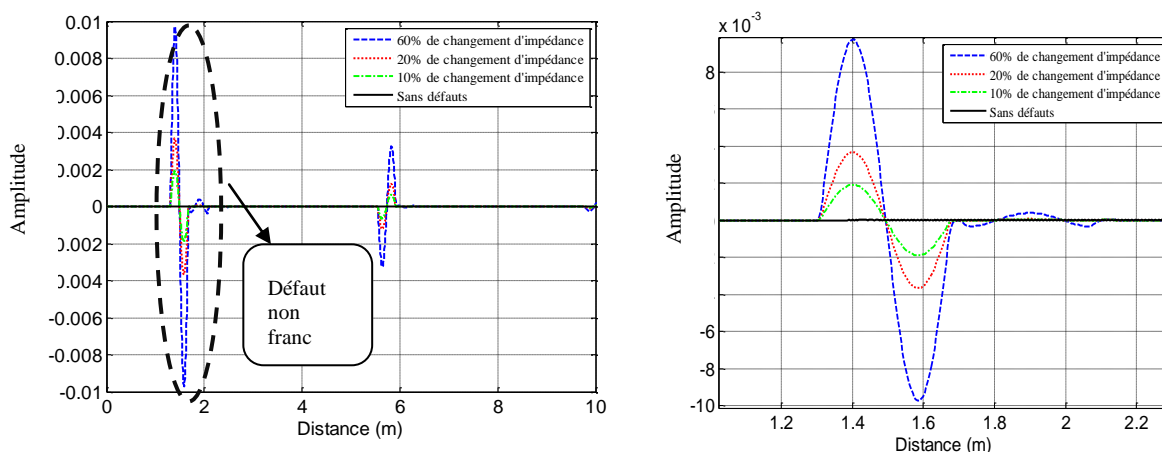 0.01
0.008
0.006
0.004
0.002
0
0.002
0.004
0.006
-0.008
-0.01
Amplitude
60% de changement d'impédance
20% de changement d'impédance
10% de changement d'impédance
Sans défauts
Défaut
non
franc
0 2 4 6 8 10
Distance (m)
x 10⁻³
8
0
-6
-8
-10
Amplitude
60% de changement d'impédance
20% de changement d'impédance
10% de changement d'impédance
Sans défauts
1.2 1.4 1.6 1.8 2 2.2
Distance (m)